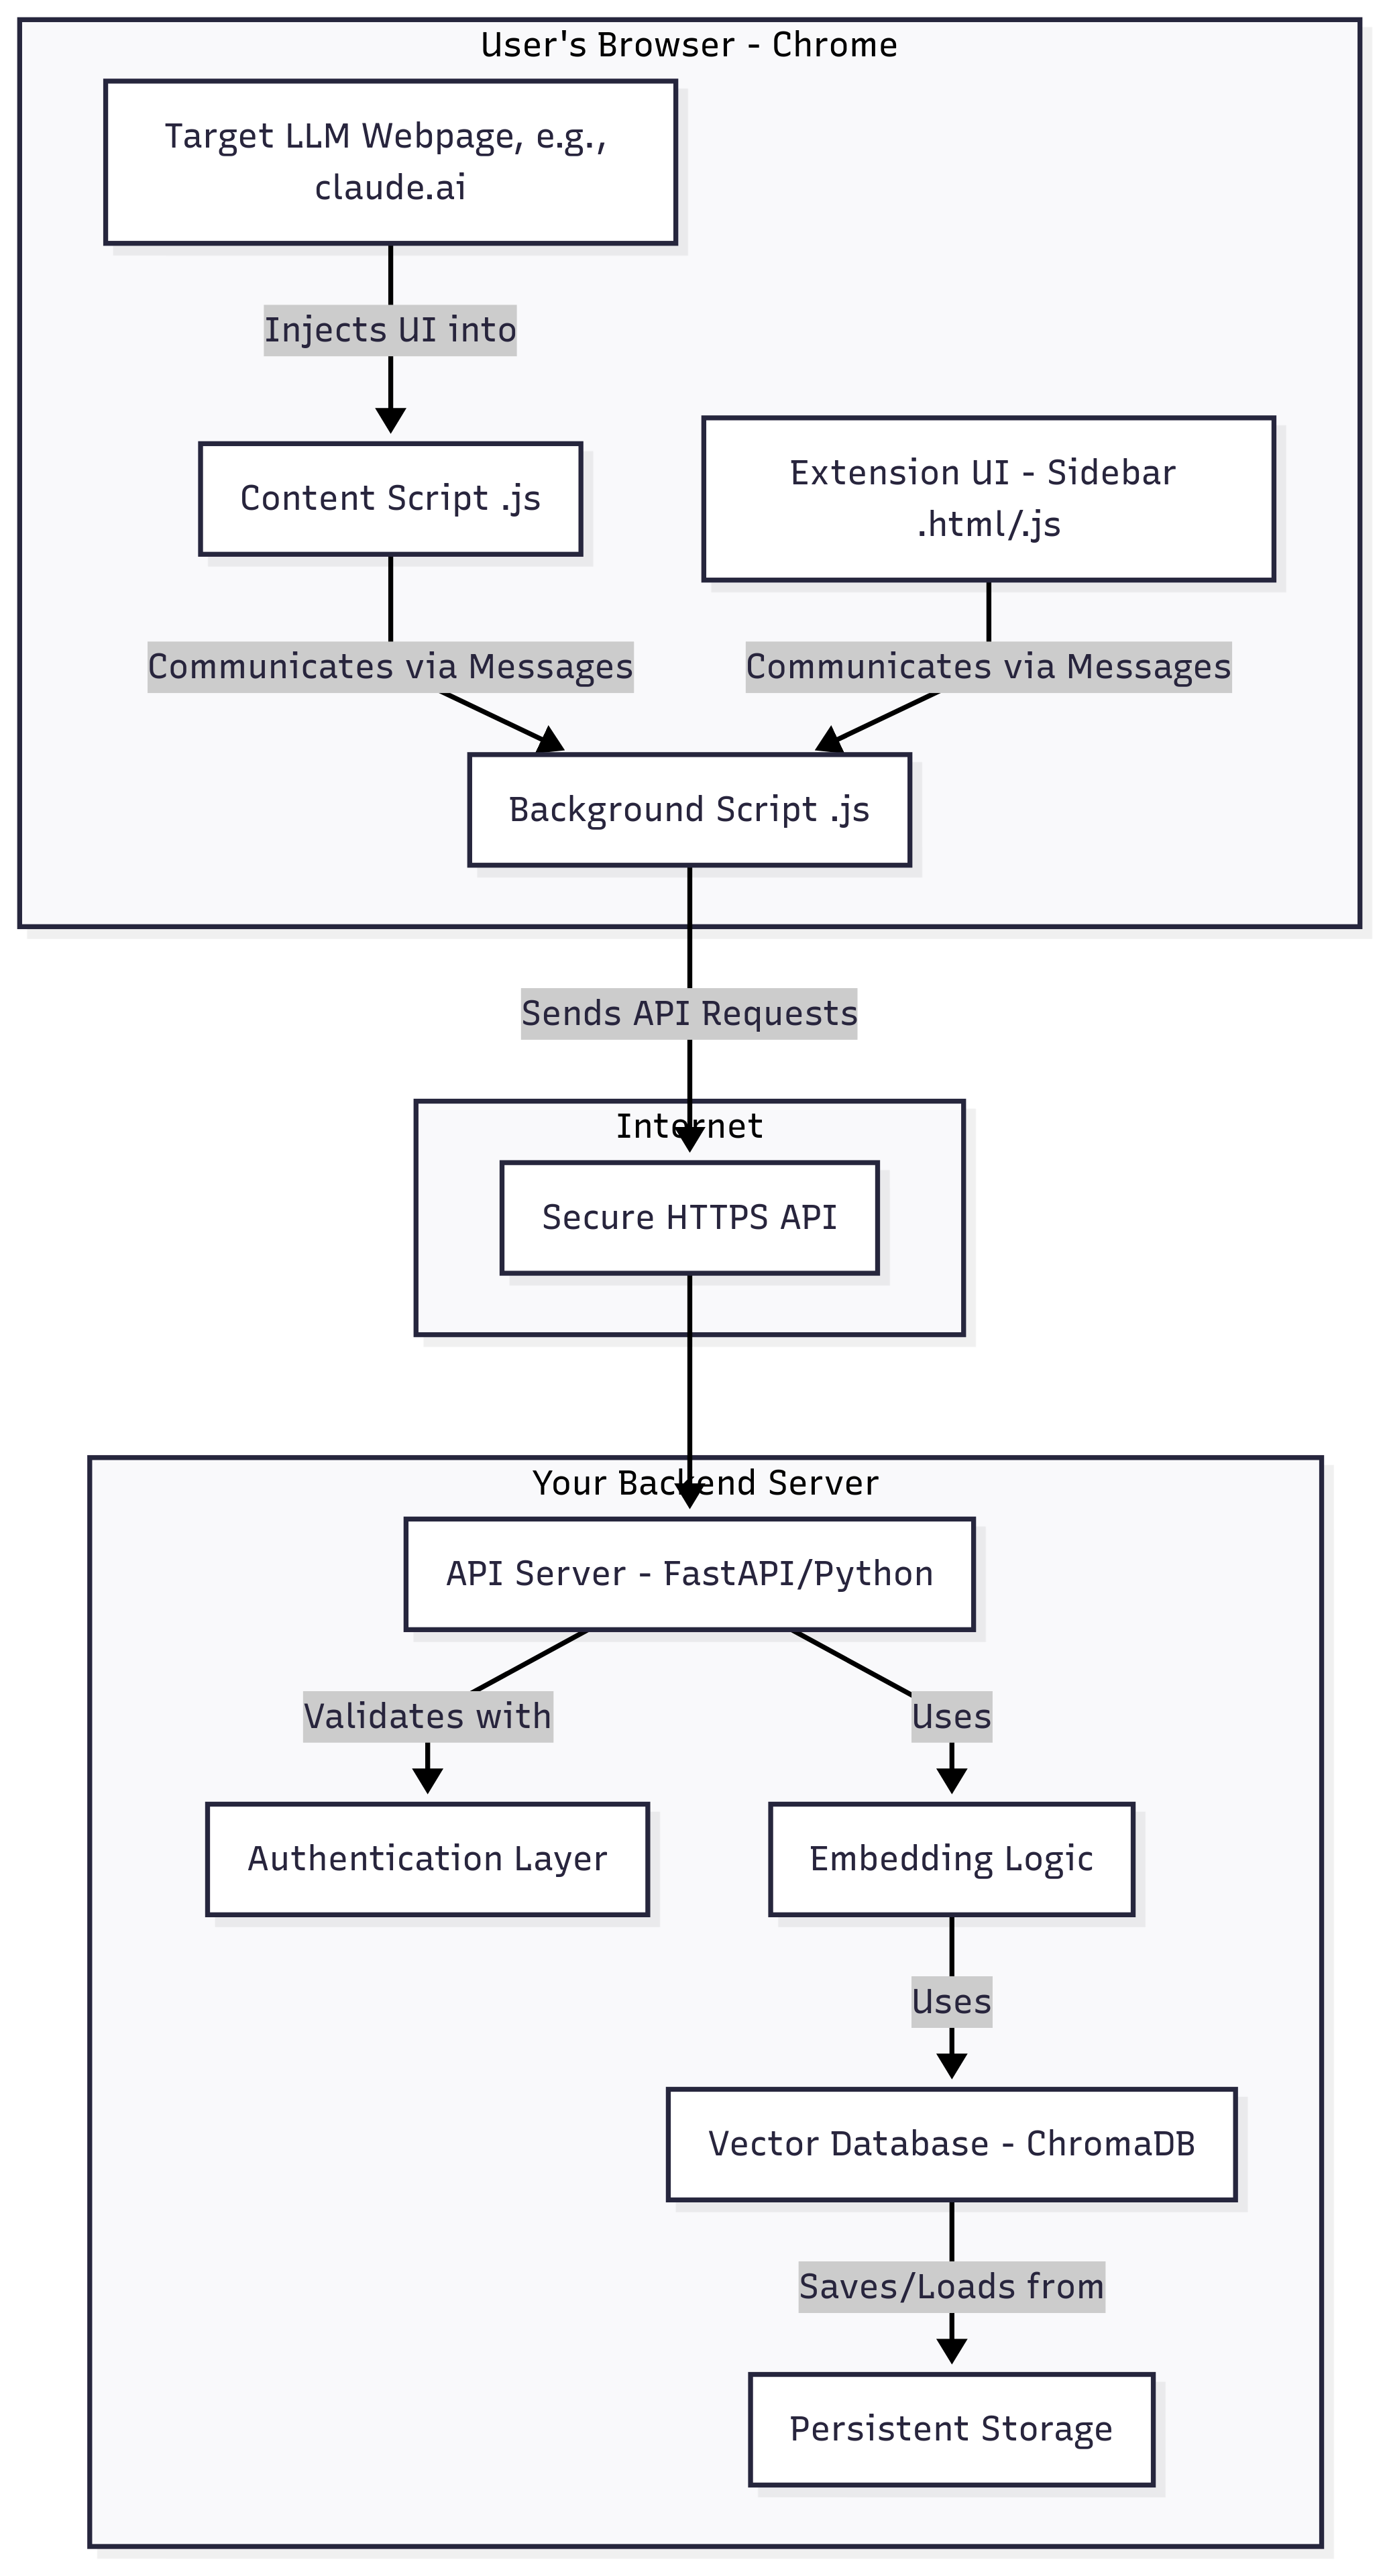 User's Browser - Chrome
Target LLM Webpage, e.g.,
claude.ai
Injects UI into
Content Script .js
Extension UI - Sidebar
.html/.js
Communicates via Messages
Communicates via Messages
Background Script .js
Sends API Requests
Internet
Secure HTTPS API
Your Backend Server
API Server - FastAPI/Python
Validates with
Uses
Authentication Layer
Embedding Logic
Uses
Vector Database - ChromaDB
Saves/Loads from
Persistent Storage